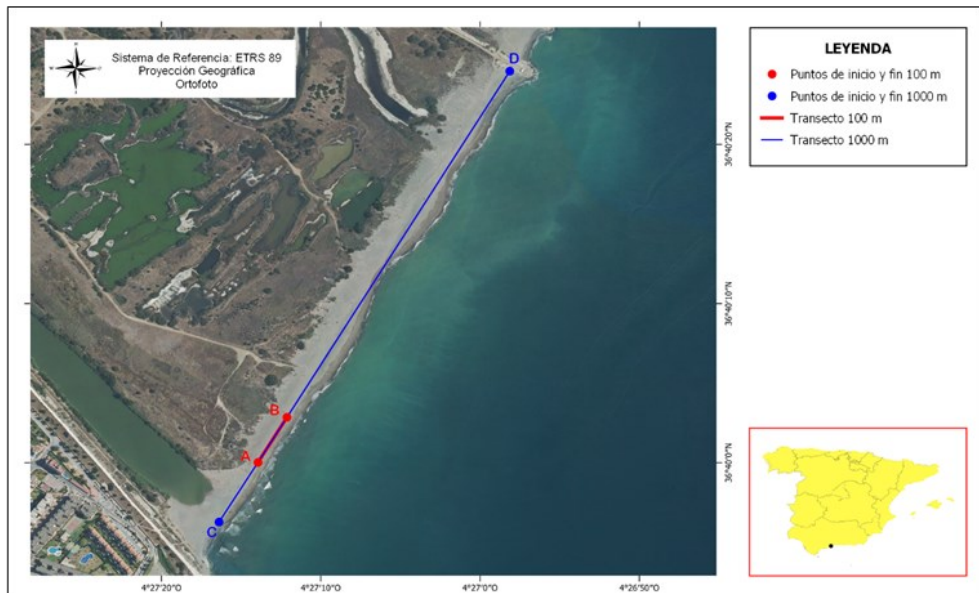 Sistema de Referencia: ETRS 89
Proyección Geográfica
Ortofoto
D
B
A
C
36°40'20"N
36°40'10"N
36°40'0"N
4°27'20"O
4°27'10"O
4°27'0"O
4°26'50"O
LEYENDA
Puntos de inicio y fin 100 m
Puntos de inicio y fin 1000 m
Transecto 100 m
Transecto 1000 m